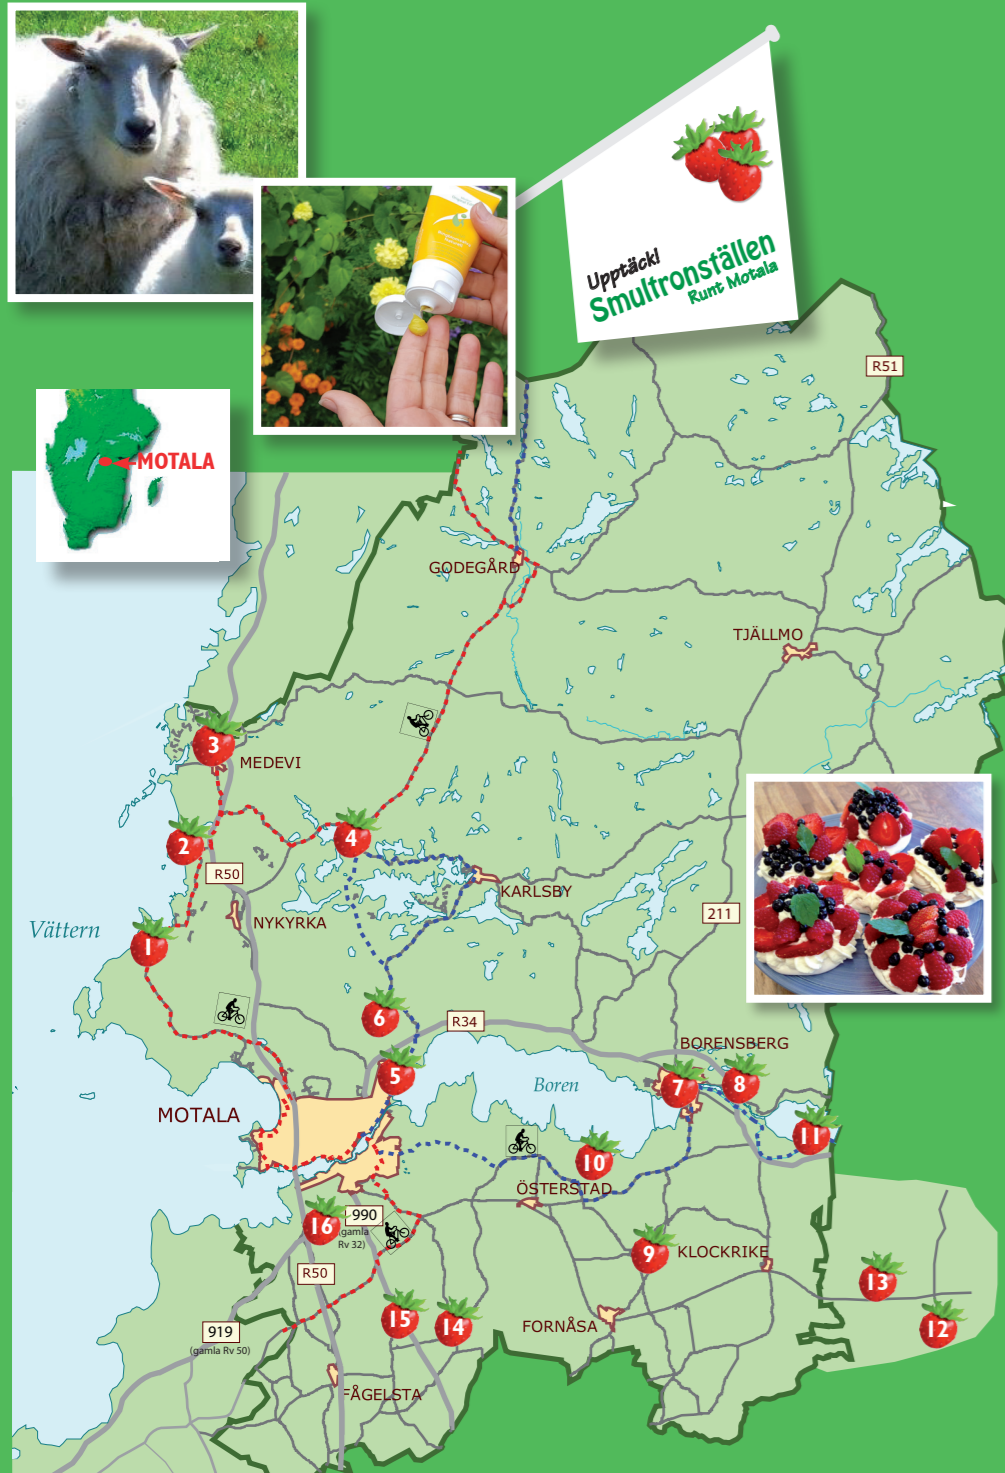 Upptäck!
Smultronställen
Runt Motala
R51
MOTALA
GODEGÅRD
TJÄLLMO
3
MEDEVI
2
4
R50
KARLSBY
211
NYKYRKA
Vättern
1
6
R34
BORENSBERG
5
Boren
7
8
MOTALA
11
10
ÖSTERSTAD
16
990
(gamla
Rv 32)
9
KLOCKRIKE
R50
13
15
14
FORNÅSA
12
919
(gamla Rv 50)
FÅGELSTA